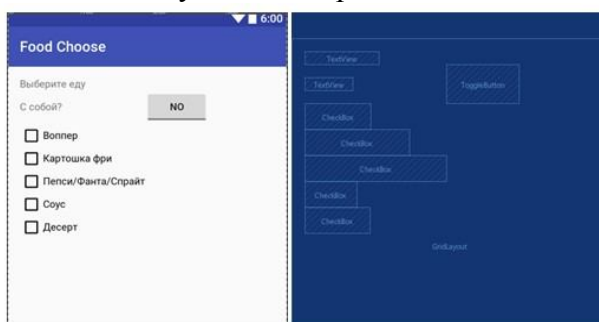 6:00
Food Choose
Выберите еду
С собой?
NO
Воппер
Картошка фри
Пепси/Фанта/Спрайт
Соус
Десерт
TextView
TextView
ToggleButton
CheckBox
CheckBox
CheckBox
CheckBox
CheckBox
GridLayout